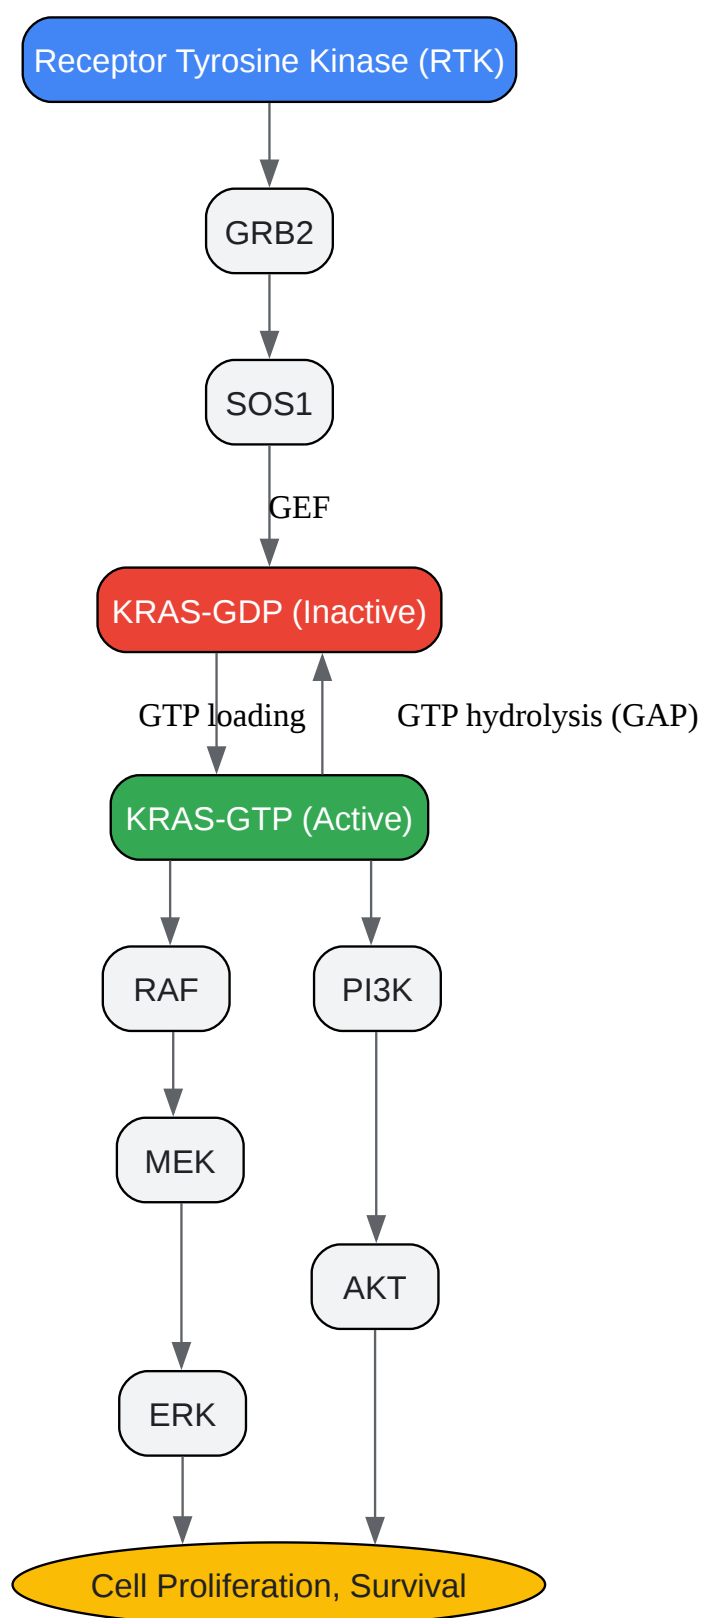 Receptor Tyrosine Kinase (RTK)
GRB2
SOS1
GEF
KRAS-GDP (Inactive)
GTP loading
GTP hydrolysis (GAP)
KRAS-GTP (Active)
RAF
PI3K
MEK
AKT
ERK
Cell Proliferation, Survival